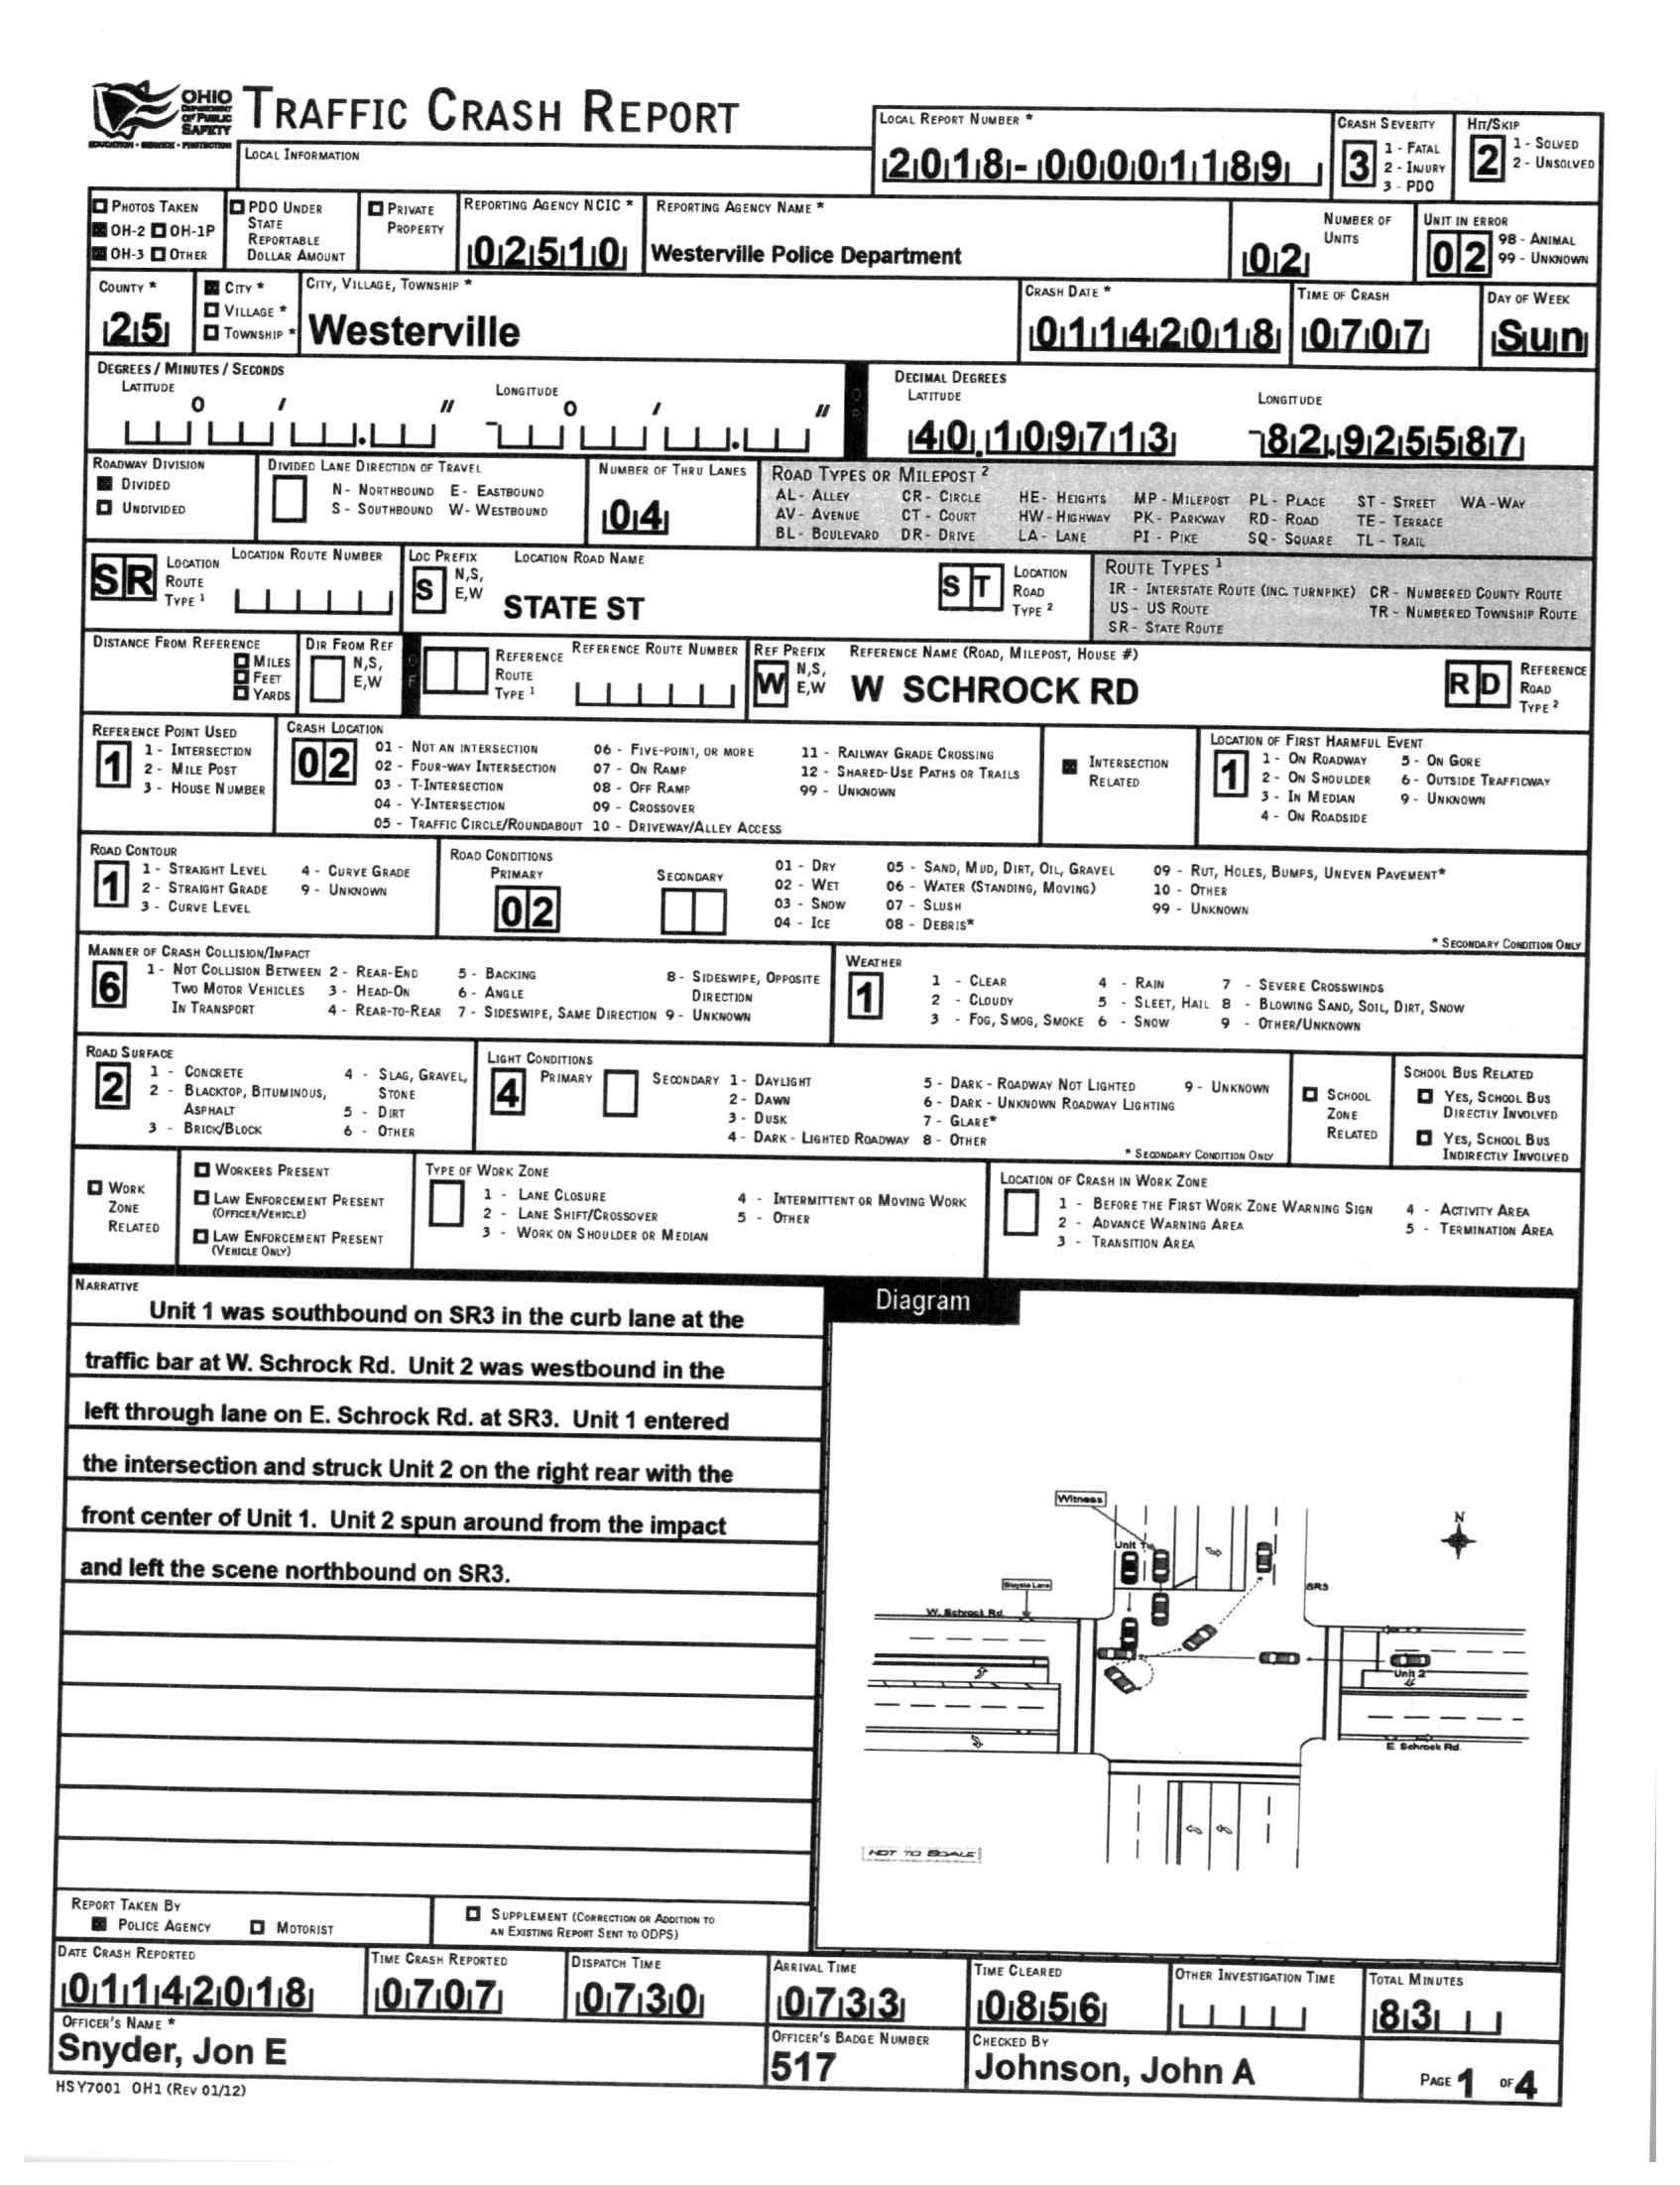 OHIO
DEPARTMENT
OF PUBLIC
SAFETY
EDUCATION • SERVICE • PROTECTION
TRAFFIC CRASH REPORT
LOCAL INFORMATION
LOCAL REPORT NUMBER *
2018-00001189
CRASH SEVERITY
3
1 - FATAL
2 - INJURY
3 - PDO
HIT/SKIP
2
1 - SOLVED
2 - UNSOLVED
PHOTOS TAKEN
OH-2 OH-1P
OH-3 OTHER
PDO UNDER
STATE
REPORTABLE
DOLLAR AMOUNT
PRIVATE
PROPERTY
REPORTING AGENCY NCIC *
02510
REPORTING AGENCY NAME *
Westerville Police Department
NUMBER OF
UNITS
02
UNIT IN ERROR
02
98 - ANIMAL
99 - UNKNOWN
COUNTY *
25
CITY *
VILLAGE *
TOWNSHIP *
CITY, VILLAGE, TOWNSHIP *
Westerville
CRASH DATE *
01142018
TIME OF CRASH
0707
DAY OF WEEK
Sun
DEGREES / MINUTES / SECONDS
LATITUDE
LONGITUDE
O / "
O / "
DECIMAL DEGREES
LATITUDE
40.109713
LONGITUDE
-82.925587
ROADWAY DIVISION
DIVIDED
UNDIVIDED
DIVIDED LANE DIRECTION OF TRAVEL
N - NORTHBOUND E - EASTBOUND
S - SOUTHBOUND W - WESTBOUND
NUMBER OF THRU LANES
04
ROAD TYPES OR MILEPOST 2
AL - ALLEY CR - CIRCLE HE - HEIGHTS MP - MILEPOST PL - PLACE ST - STREET WA - WAY
AV - AVENUE CT - COURT HW - HIGHWAY PK - PARKWAY RD - ROAD TE - TERRACE
BL - BOULEVARD DR - DRIVE LA - LANE PI - PIKE SQ - SQUARE TL - TRAIL
SR
LOCATION
ROUTE
TYPE 1
LOCATION ROUTE NUMBER
LOC PREFIX
S
N,S,
E,W
LOCATION ROAD NAME
STATE ST
ST
LOCATION
ROAD
TYPE 2
ROUTE TYPES 1
IR - INTERSTATE ROUTE (INC. TURNPIKE) CR - NUMBERED COUNTY ROUTE
US - US ROUTE TR - NUMBERED TOWNSHIP ROUTE
SR - STATE ROUTE
DISTANCE FROM REFERENCE
MILES
FEET
YARDS
DIR FROM REF
N,S,
E,W
REFERENCE
ROUTE
TYPE 1
REFERENCE ROUTE NUMBER
REF PREFIX
W
N,S,
E,W
REFERENCE NAME (ROAD, MILEPOST, HOUSE #)
W SCHROCK RD
RD
REFERENCE
ROAD
TYPE 2
REFERENCE POINT USED
1
1 - INTERSECTION
2 - MILE POST
3 - HOUSE NUMBER
CRASH LOCATION
02
01 - NOT AN INTERSECTION 06 - FIVE-POINT, OR MORE 11 - RAILWAY GRADE CROSSING
02 - FOUR-WAY INTERSECTION 07 - ON RAMP 12 - SHARED-USE PATHS OR TRAILS
03 - T-INTERSECTION 08 - OFF RAMP 99 - UNKNOWN
04 - Y-INTERSECTION 09 - CROSSOVER
05 - TRAFFIC CIRCLE/ROUNDABOUT 10 - DRIVEWAY/ALLEY ACCESS
INTERSECTION
RELATED
LOCATION OF FIRST HARMFUL EVENT
1
1 - ON ROADWAY 5 - ON GORE
2 - ON SHOULDER 6 - OUTSIDE TRAFFICWAY
3 - IN MEDIAN 9 - UNKNOWN
4 - ON ROADSIDE
ROAD CONTOUR
1
1 - STRAIGHT LEVEL 4 - CURVE GRADE
2 - STRAIGHT GRADE 9 - UNKNOWN
3 - CURVE LEVEL
ROAD CONDITIONS
PRIMARY
02
SECONDARY
01 - DRY 05 - SAND, MUD, DIRT, OIL, GRAVEL 09 - RUT, HOLES, BUMPS, UNEVEN PAVEMENT*
02 - WET 06 - WATER (STANDING, MOVING) 10 - OTHER
03 - SNOW 07 - SLUSH 99 - UNKNOWN
04 - ICE 08 - DEBRIS*
* SECONDARY CONDITION ONLY
MANNER OF CRASH COLLISION/IMPACT
6
1 - NOT COLLISION BETWEEN 2 - REAR-END 5 - BACKING 8 - SIDESWIPE, OPPOSITE
TWO MOTOR VEHICLES 3 - HEAD-ON 6 - ANGLE DIRECTION
IN TRANSPORT 4 - REAR-TO-REAR 7 - SIDESWIPE, SAME DIRECTION 9 - UNKNOWN
WEATHER
1
1 - CLEAR 4 - RAIN 7 - SEVERE CROSSWINDS
2 - CLOUDY 5 - SLEET, HAIL 8 - BLOWING SAND, SOIL, DIRT, SNOW
3 - FOG, SMOG, SMOKE 6 - SNOW 9 - OTHER/UNKNOWN
ROAD SURFACE
2
1 - CONCRETE 4 - SLAG, GRAVEL,
2 - BLACKTOP, BITUMINOUS, STONE
ASPHALT 5 - DIRT
3 - BRICK/BLOCK 6 - OTHER
LIGHT CONDITIONS
4
PRIMARY
SECONDARY
1 - DAYLIGHT 5 - DARK - ROADWAY NOT LIGHTED 9 - UNKNOWN
2 - DAWN 6 - DARK - UNKNOWN ROADWAY LIGHTING
3 - DUSK 7 - GLARE*
4 - DARK - LIGHTED ROADWAY 8 - OTHER
* SECONDARY CONDITION ONLY
SCHOOL
ZONE
RELATED
SCHOOL BUS RELATED
YES, SCHOOL BUS
DIRECTLY INVOLVED
YES, SCHOOL BUS
INDIRECTLY INVOLVED
WORK
ZONE
RELATED
WORKERS PRESENT
LAW ENFORCEMENT PRESENT
(OFFICER/VEHICLE)
LAW ENFORCEMENT PRESENT
(VEHICLE ONLY)
TYPE OF WORK ZONE
1 - LANE CLOSURE 4 - INTERMITTENT OR MOVING WORK
2 - LANE SHIFT/CROSSOVER 5 - OTHER
3 - WORK ON SHOULDER OR MEDIAN
LOCATION OF CRASH IN WORK ZONE
1 - BEFORE THE FIRST WORK ZONE WARNING SIGN 4 - ACTIVITY AREA
2 - ADVANCE WARNING AREA 5 - TERMINATION AREA
3 - TRANSITION AREA
NARRATIVE
Unit 1 was southbound on SR3 in the curb lane at the
traffic bar at W. Schrock Rd. Unit 2 was westbound in the
left through lane on E. Schrock Rd. at SR3. Unit 1 entered
the intersection and struck Unit 2 on the right rear with the
front center of Unit 1. Unit 2 spun around from the impact
and left the scene northbound on SR3.
Diagram
Witness
N
Unit 1
Bicycle Lane
SR3
W. Schrock Rd.
Unit 2
E. Schrock Rd.
NOT TO SCALE
REPORT TAKEN BY
POLICE AGENCY MOTORIST
SUPPLEMENT (CORRECTION OR ADDITION TO
AN EXISTING REPORT SENT TO ODPS)
DATE CRASH REPORTED
01142018
TIME CRASH REPORTED
0707
DISPATCH TIME
0730
ARRIVAL TIME
0733
TIME CLEARED
0856
OTHER INVESTIGATION TIME
TOTAL MINUTES
83
OFFICER'S NAME *
Snyder, Jon E
OFFICER'S BADGE NUMBER
517
CHECKED BY
Johnson, John A
PAGE 1 OF 4
HSY7001 OH1 (REV 01/12)